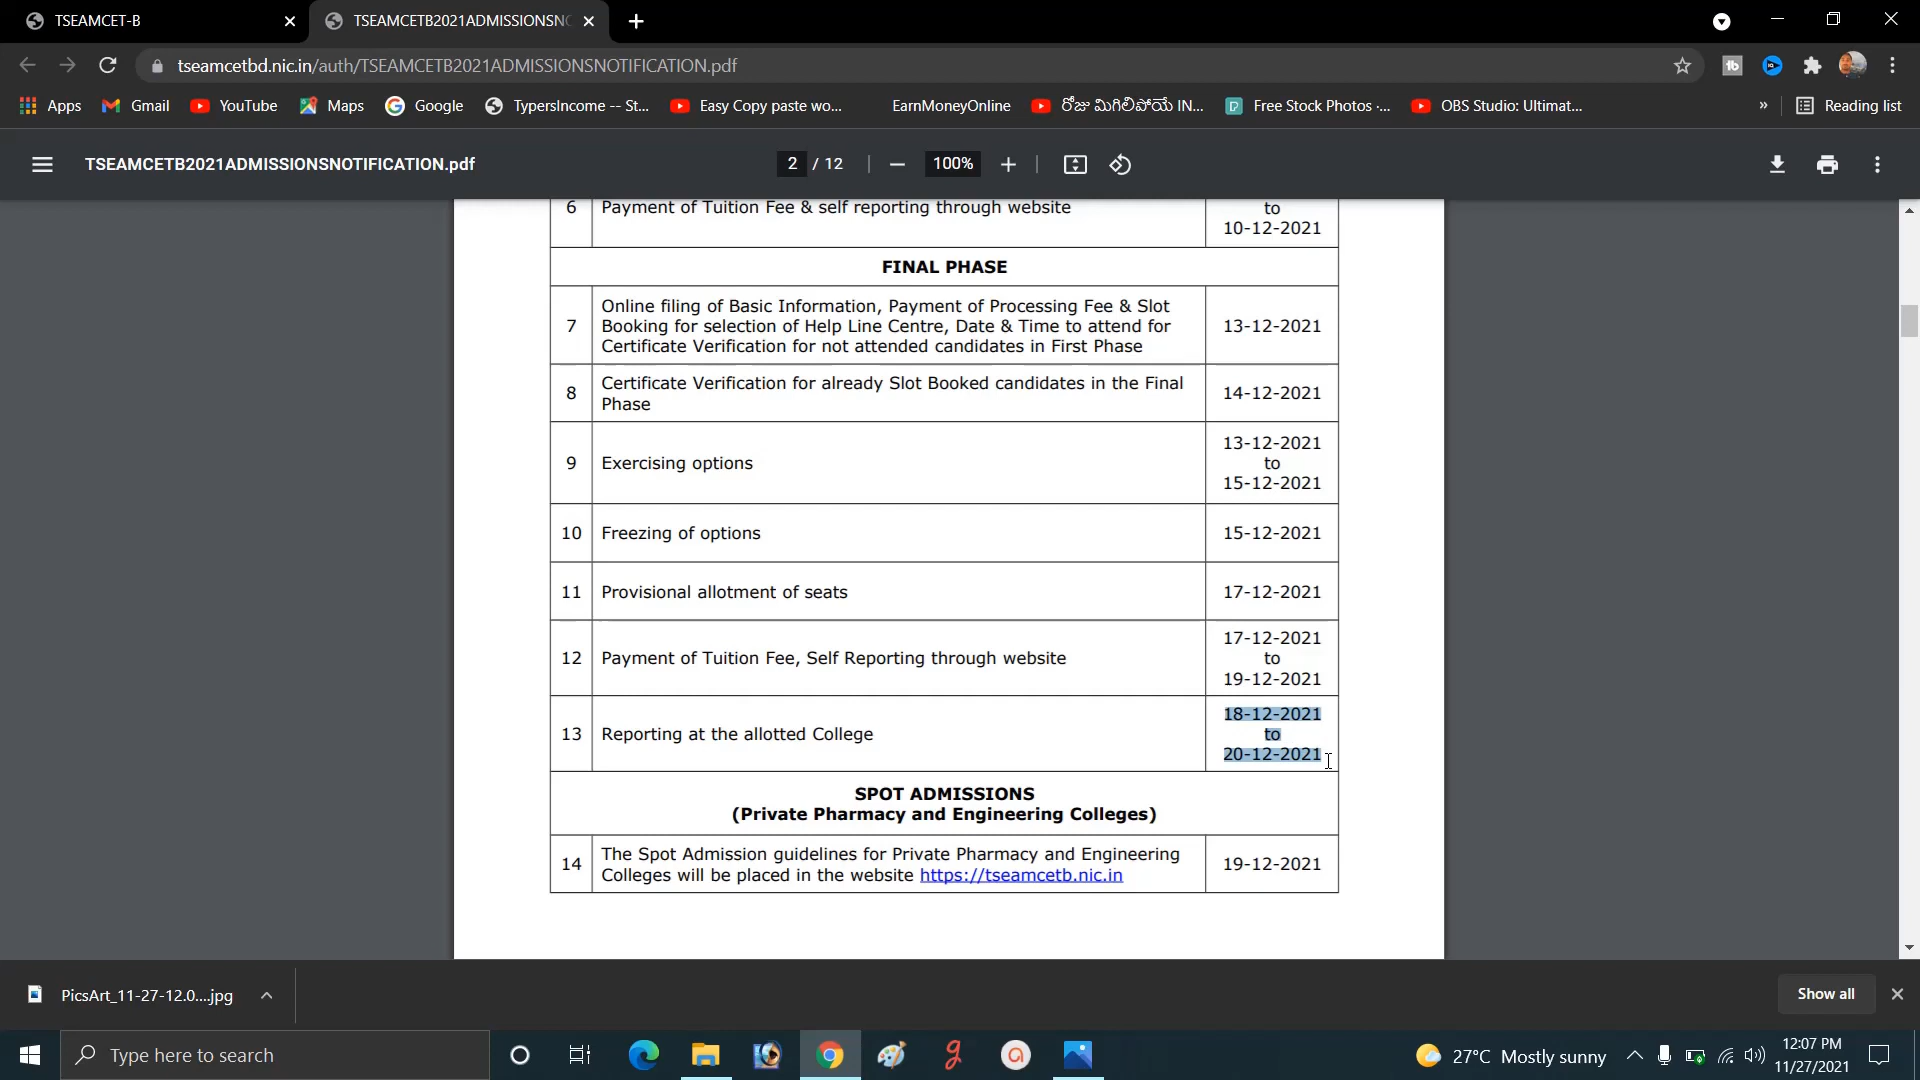 TSEAMCET-B
TSEAMCETB2021ADMISSIONSNO
tseamcetbd.nic.in/auth/TSEAMCETB2021ADMISSIONSNOTIFICATION.pdf
Apps Gmail YouTube Maps Google TypersIncome -- St... Easy Copy paste wo... EarnMoneyOnline రోజు మిగిలిపోయే IN... Free Stock Photos ·... OBS Studio: Ultimat... » Reading list
TSEAMCETB2021ADMISSIONSNOTIFICATION.pdf 2 / 12 100%
6 Payment of Tuition Fee & self reporting through website to
10-12-2021
FINAL PHASE
7 Online filing of Basic Information, Payment of Processing Fee & Slot
Booking for selection of Help Line Centre, Date & Time to attend for 13-12-2021
Certificate Verification for not attended candidates in First Phase
8 Certificate Verification for already Slot Booked candidates in the Final 14-12-2021
Phase
13-12-2021
9 Exercising options to
15-12-2021
10 Freezing of options 15-12-2021
11 Provisional allotment of seats 17-12-2021
17-12-2021
12 Payment of Tuition Fee, Self Reporting through website to
19-12-2021
18-12-2021
13 Reporting at the allotted College to
20-12-2021
SPOT ADMISSIONS
(Private Pharmacy and Engineering Colleges)
14 The Spot Admission guidelines for Private Pharmacy and Engineering 19-12-2021
Colleges will be placed in the website https://tseamcetb.nic.in
PicsArt_11-27-12.0....jpg Show all
Type here to search 27°C Mostly sunny 12:07 PM
11/27/2021